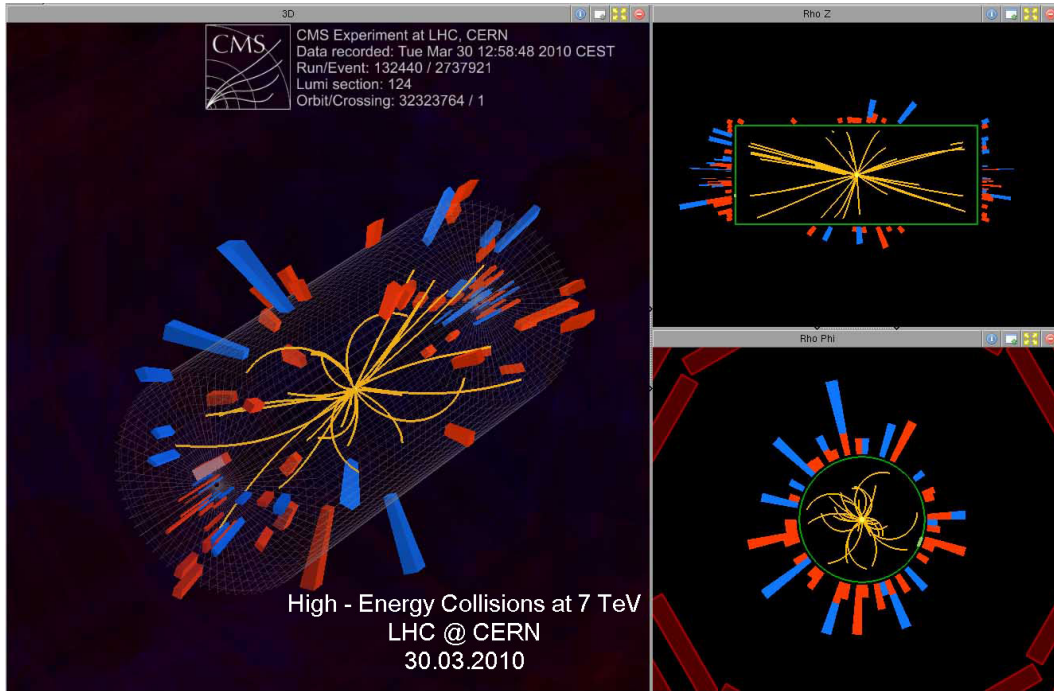 3D
CMS
CMS Experiment at LHC, CERN
Data recorded: Tue Mar 30 12:58:48 2010 CEST
Run/Event: 132440 / 2737921
Lumi section: 124
Orbit/Crossing: 32323764 / 1
High - Energy Collisions at 7 TeV
LHC @ CERN
30.03.2010
Rho Z
Rho Phi